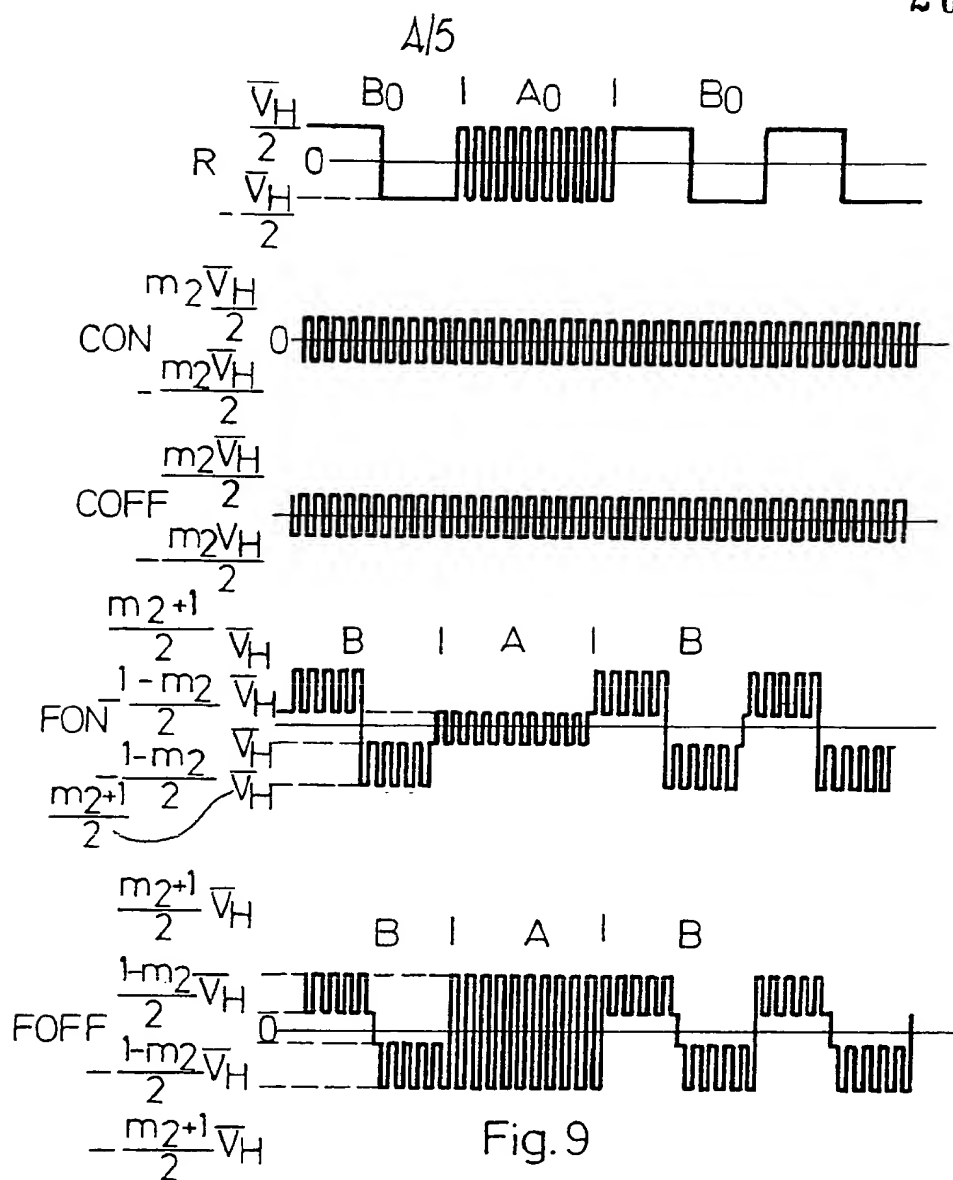 4/5
B0 I A0 I B0
V̅H/2
R 0
-V̅H/2
m2V̅H/2
CON 0
-m2V̅H/2
m2V̅H/2
COFF
-m2VH/2
m2+1/2 V̅H
B I A I B
FON
1-m2/2 V̅H
-1-m2/2 V̅H
m2+1/2 V̅H
m2+1/2 V̅H
B I A I B
1-m2/2 V̅H
FOFF 0
-1-m2/2 V̅H
-m2+1/2 V̅H
Fig. 9